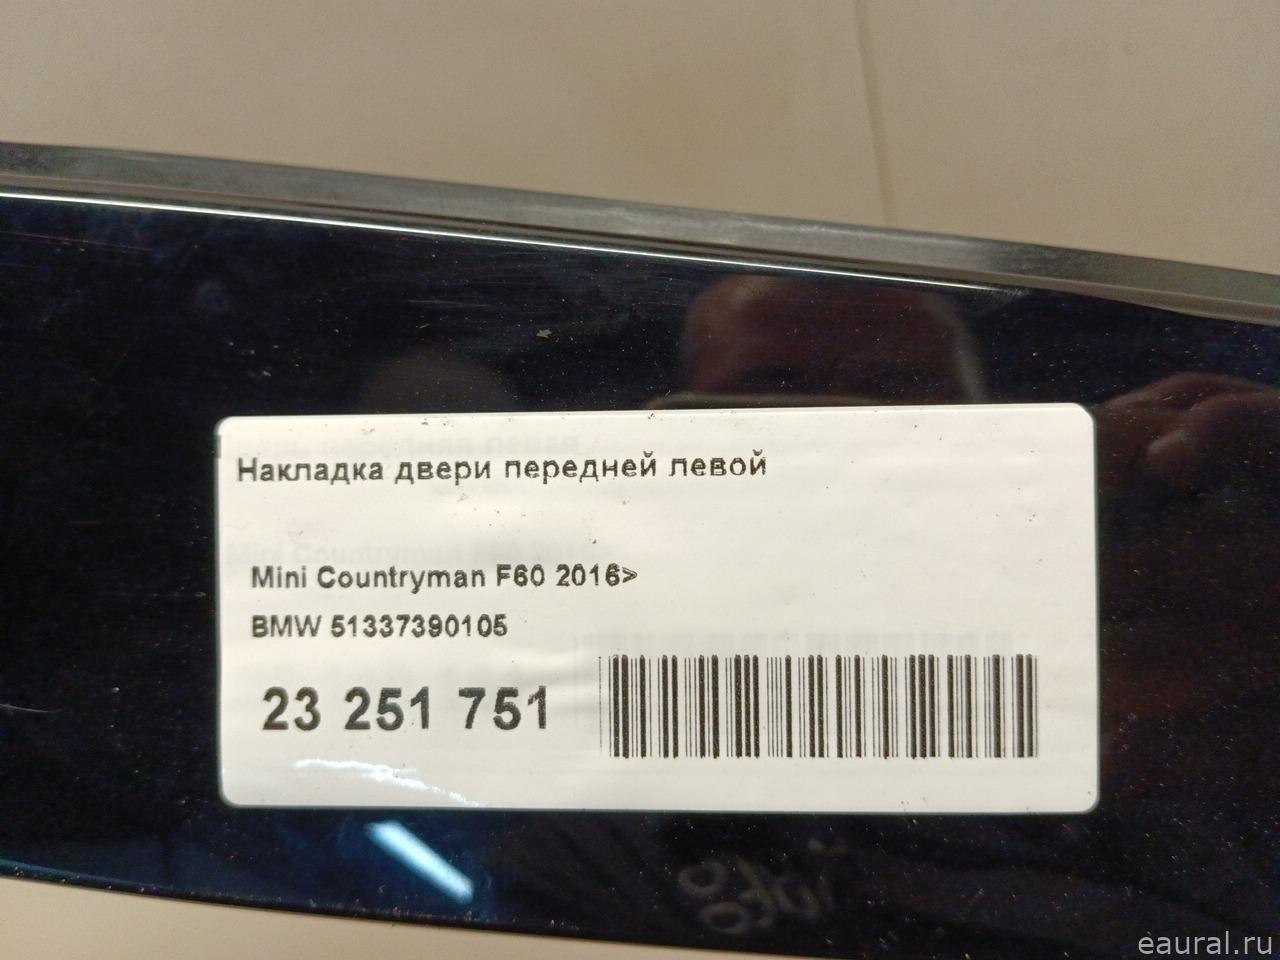 Накладка двери передней левой
Mini Countryman F60 2016>
BMW 51337390105
23 251 751
eaural.ru